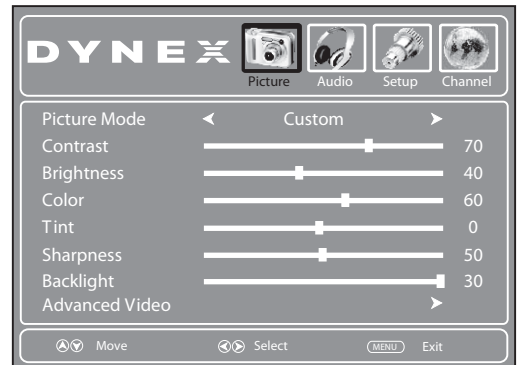 DYNEX
Picture Audio Setup Channel
Picture Mode Custom
Contrast 70
Brightness 40
Color 60
Tint 0
Sharpness 50
Backlight 30
Advanced Video
Move Select MENU Exit